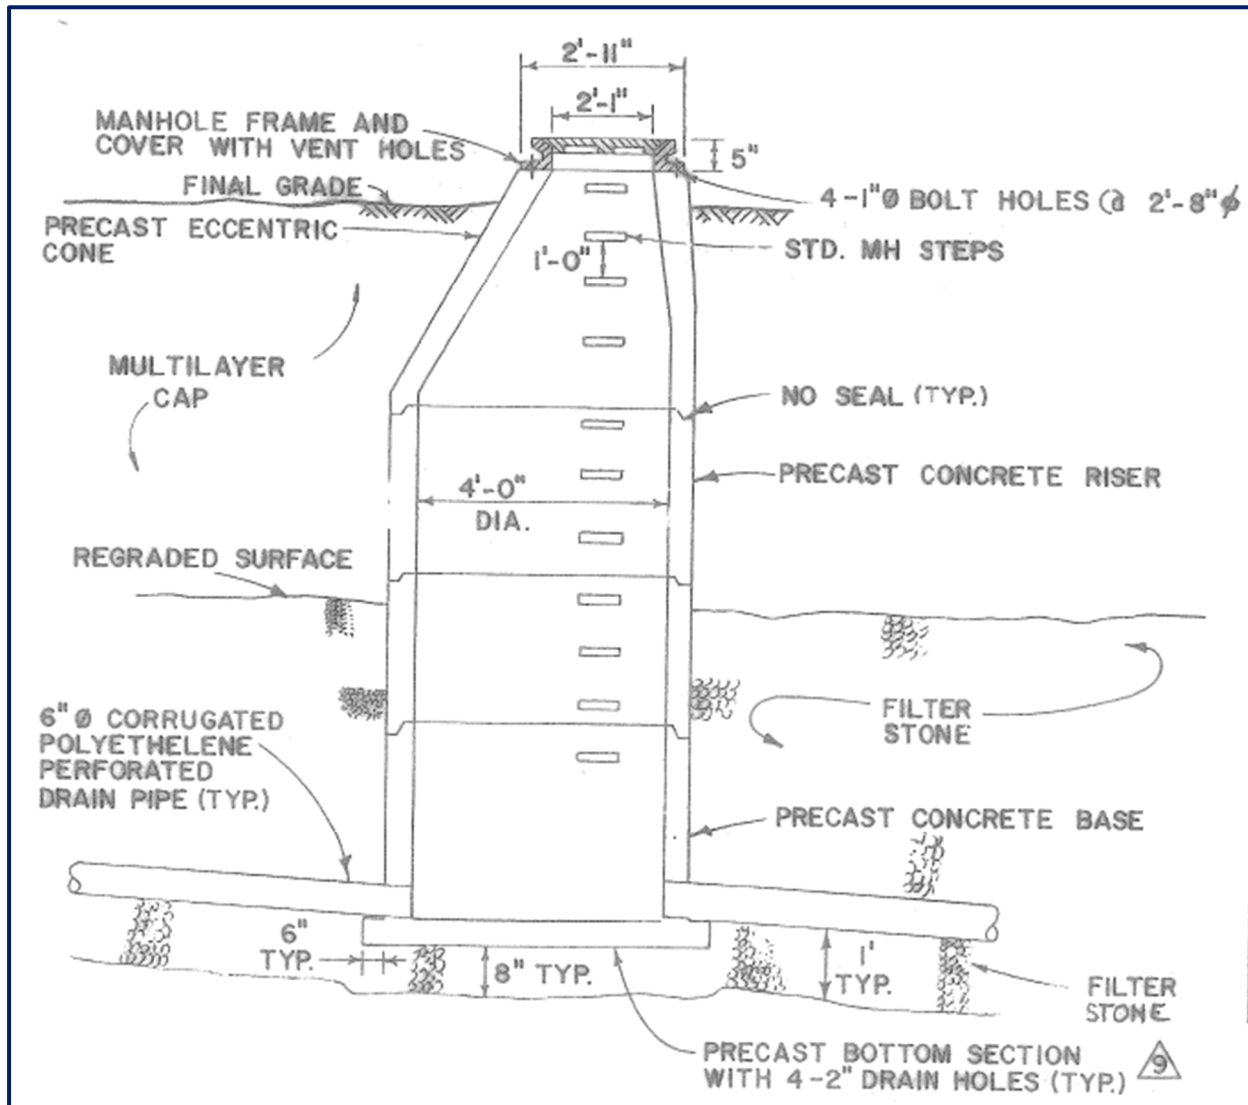 2'-11"
2'-1"
MANHOLE FRAME AND
COVER WITH VENT HOLES
5"
FINAL GRADE
4-1"Ø BOLT HOLES @ 2'-8"ϕ
PRECAST ECCENTRIC
CONE
STD. MH STEPS
1'-0"
MULTILAYER
CAP
NO SEAL (TYP.)
PRECAST CONCRETE RISER
4'-0"
DIA.
REGRADED SURFACE
6" Ø CORRUGATED
POLYETHELENE
PERFORATED
DRAIN PIPE (TYP.)
FILTER
STONE
PRECAST CONCRETE BASE
6"
TYP.
8" TYP.
1'
TYP.
FILTER
STONE
PRECAST BOTTOM SECTION
WITH 4-2" DRAIN HOLES (TYP.)
9